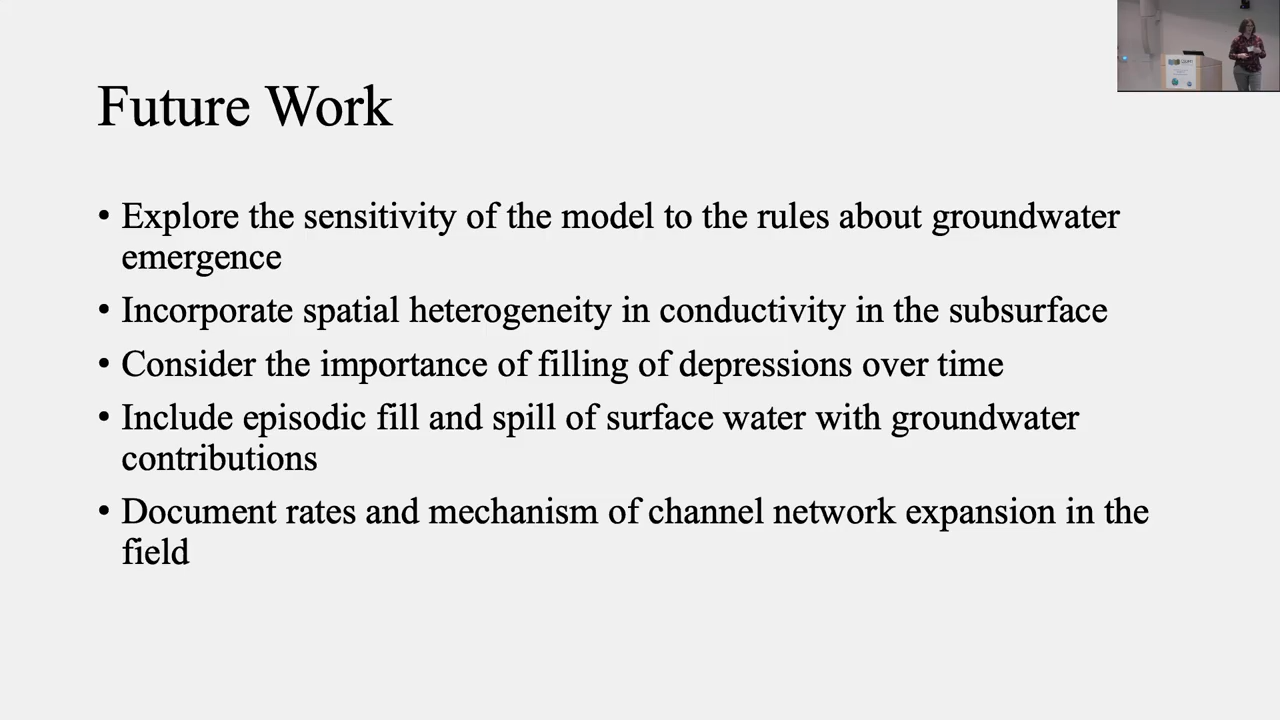 Future Work
• Explore the sensitivity of the model to the rules about groundwater
emergence
• Incorporate spatial heterogeneity in conductivity in the subsurface
• Consider the importance of filling of depressions over time
• Include episodic fill and spill of surface water with groundwater
contributions
• Document rates and mechanism of channel network expansion in the
field